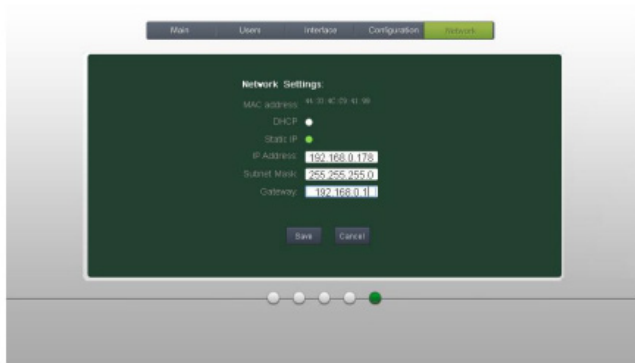 Main Users Interface Configuration Network
Network Settings:
MAC address:
DHCP
Static IP
IP Address: 192.168.0.178
Subnet Mask: 255.255.255.0
Gateway: 192.168.0.1
Save Cancel